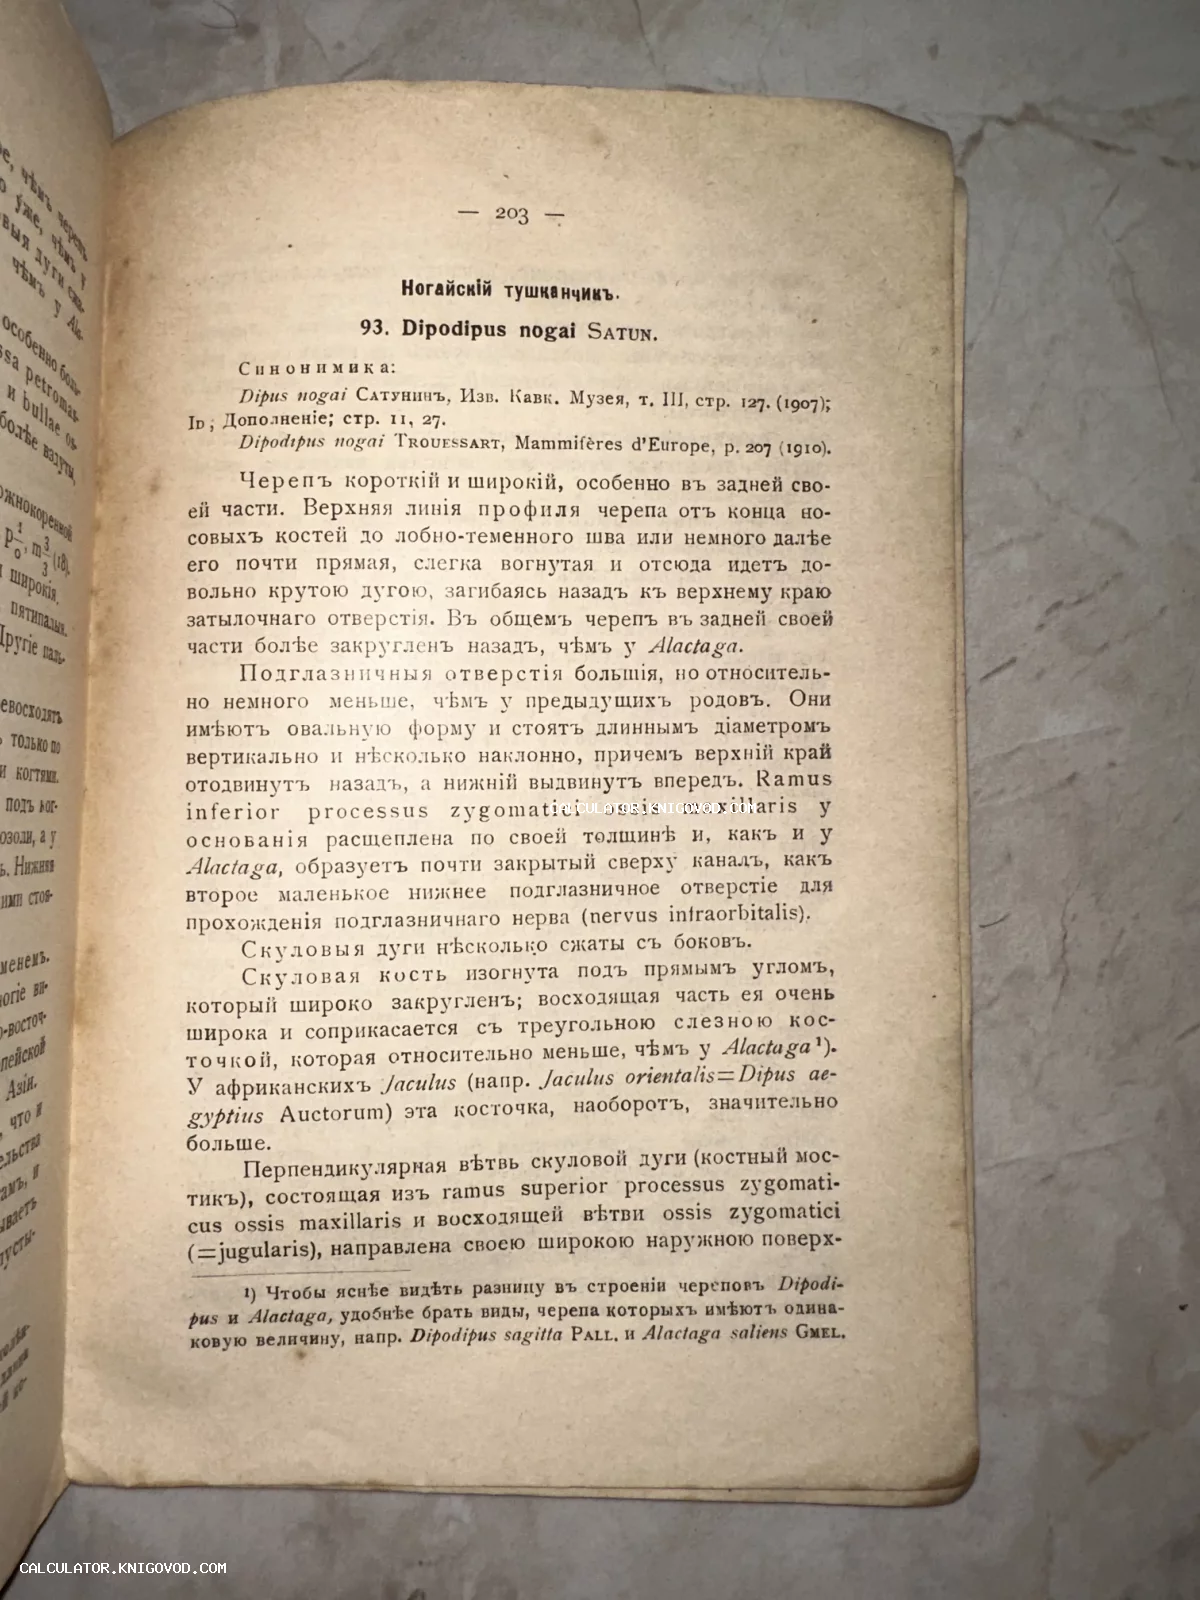 — 203 —
Ногайскій тушканчикъ.
93. Dipodipus nogai SATUN.
Синонимика:
Dipus nogai САТУНИНЪ, Изв. Кавк. Музея, т. III, стр. 127. (1907);
ID, Дополненіе; стр. 11, 27.
Dipodipus nogai TROUESSART, Mammifères d'Europe, p. 207 (1910).
Черепъ короткій и широкій, особенно въ задней сво-
ей части. Верхняя линія профиля черепа отъ конца но-
совыхъ костей до лобно-теменного шва или немного далѣе
его почти прямая, слегка вогнутая и отсюда идетъ до-
вольно крутою дугою, загибаясь назадъ къ верхнему краю
затылочнаго отверстія. Въ общемъ черепъ въ задней своей
части болѣе закругленъ назадъ, чѣмъ у Alactaga.
Подглазничныя отверстія большія, но относитель-
но немного меньше, чѣмъ у предыдущихъ родовъ. Они
имѣютъ овальную форму и стоятъ длиннымъ діаметромъ
вертикально и нѣсколько наклонно, причемъ верхній край
отодвинутъ назадъ, а нижній выдвинутъ впередъ. Ramus
inferior processus zygomatici ossis maxillaris у
основанія расщеплена по своей толщинѣ и, какъ и у
Alactaga, образуетъ почти закрытый сверху каналъ, какъ
второе маленькое нижнее подглазничное отверстіе для
прохожденія подглазничнаго нерва (nervus infraorbitalis).
Скуловыя дуги нѣсколько сжаты съ боковъ.
Скуловая кость изогнута подъ прямымъ угломъ,
который широко закругленъ; восходящая часть ея очень
широка и соприкасается съ треугольною слезною кос-
точкой, которая относительно меньше, чѣмъ у Alactaga¹).
У африканскихъ Jaculus (напр. Jaculus orientalis=Dipus ae-
gyptius Auctorum) эта косточка, наоборотъ, значительно
больше.
Перпендикулярная вѣтвь скуловой дуги (костный мос-
тикъ), состоящая изъ ramus superior processus zygomati-
cus ossis maxillaris и восходящей вѣтви ossis zygomatici
(=jugularis), направлена своею широкою наружною поверх-
¹) Чтобы яснѣе видѣть разницу въ строеніи череповъ Dipodi-
pus и Alactaga, удобнѣе брать виды, черепа которыхъ имѣютъ одина-
ковую величину, напр. Dipodipus sagitta PALL. и Alactaga saliens GMEL.
CALCULATOR.KNIGOVOD.COM
CALCULATOR.KNIGOVOD.COM